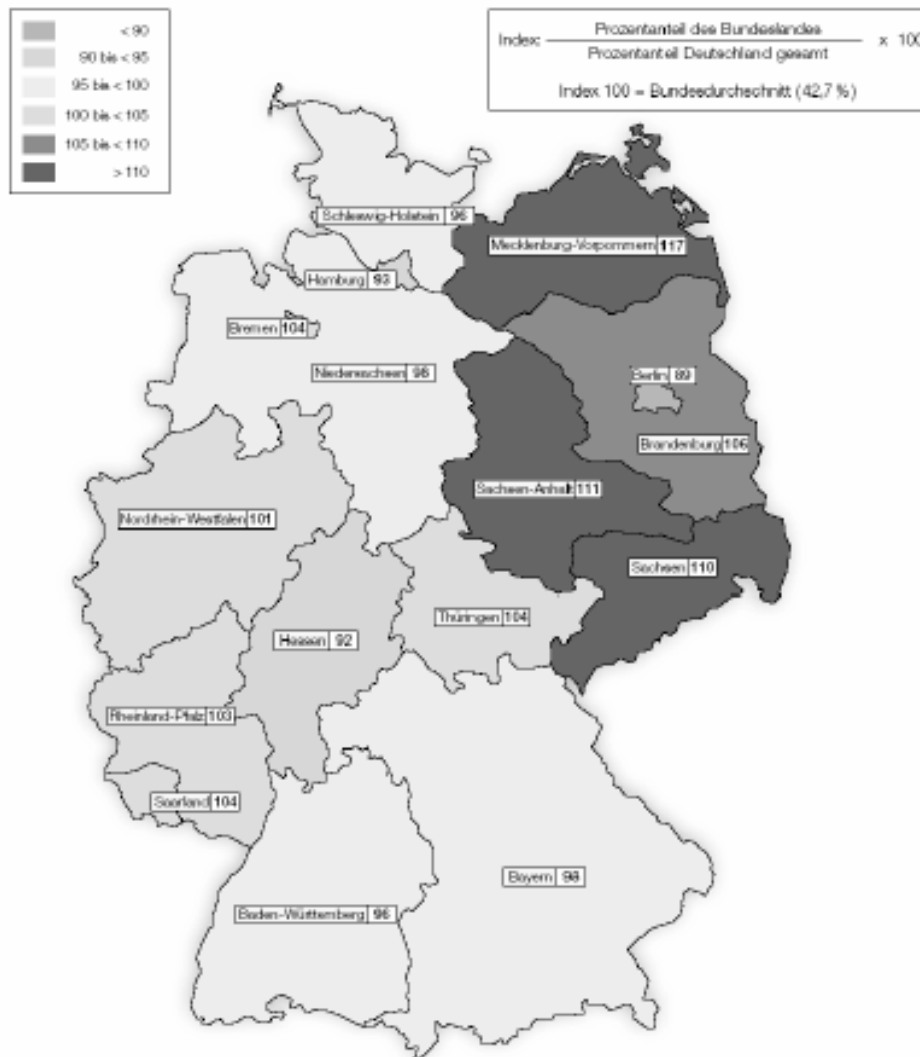 < 90
90 bis < 95
95 bis < 100
100 bis < 105
105 bis < 110
> 110
Index: Prozentanteil des Bundeslandes
Prozentanteil Deutschland gesamt
x 100
Index 100 = Bundesdurchschnitt (42,7 %)
Schleswig-Holstein 96
Mecklenburg-Vorpommern 117
Hamburg 93
Bremen 104
Niedersachsen
Berlin 89
Brandenburg 106
Sachsen-Anhalt 111
Nordrhein-Westfalen 101
Sachsen 110
Thüringen 104
Hessen 92
Rheinland-Pfalz 103
Saarland 104
Bayern
Baden-Württemberg 96